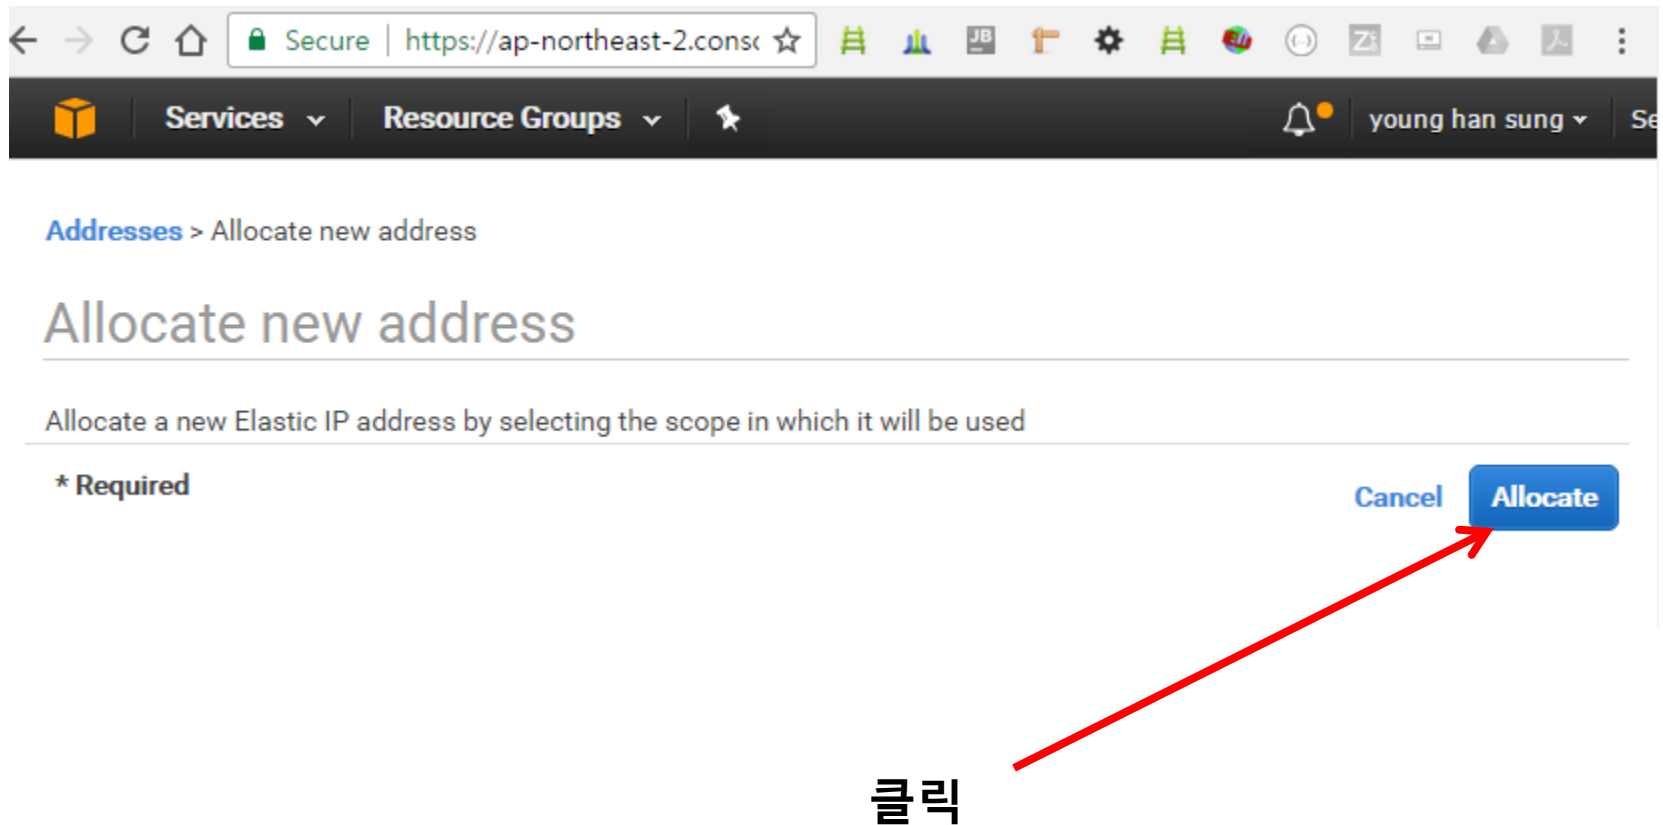 Secure | https://ap-northeast-2.consc
JB
Services
Resource Groups
young han sung
Se
Addresses > Allocate new address
Allocate new address
Allocate a new Elastic IP address by selecting the scope in which it will be used
* Required
Cancel
Allocate
클릭